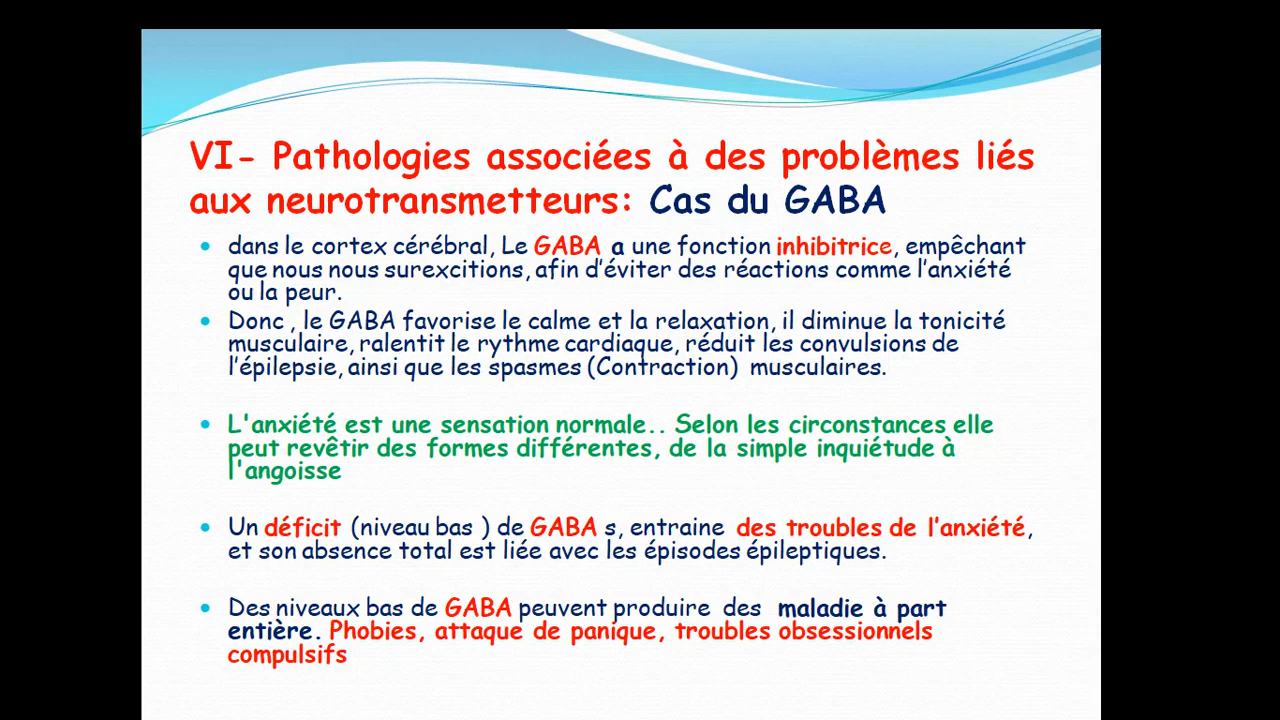 VI- Pathologies associées à des problèmes liés
aux neurotransmetteurs: Cas du GABA
dans le cortex cérébral, Le GABA a une fonction inhibitrice, empêchant
que nous nous surexcitions, afin d’éviter des réactions comme l’anxiété
ou la peur.
Donc , le GABA favorise le calme et la relaxation, il diminue la tonicité
musculaire, ralentit le rythme cardiaque, réduit les convulsions de
l’épilepsie, ainsi que les spasmes (Contraction) musculaires.
L'anxiété est une sensation normale.. Selon les circonstances elle
peut revêtir des formes différentes, de la simple inquiétude à
l'angoisse
Un déficit (niveau bas ) de GABA s, entraine des troubles de l’anxiété,
et son absence total est liée avec les épisodes épileptiques.
Des niveaux bas de GABA peuvent produire des maladie à part
entière. Phobies, attaque de panique, troubles obsessionnels
compulsifs